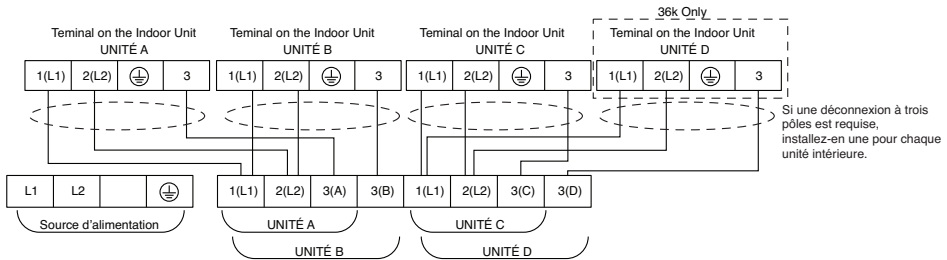 36k Only
Teminal on the Indoor Unit
UNITÉ A
Teminal on the Indoor Unit
UNITÉ B
Teminal on the Indoor Unit
UNITÉ C
Teminal on the Indoor Unit
UNITÉ D
1(L1) 2(L2) 3
1(L1) 2(L2) 3
1(L1) 2(L2) 3
1(L1) 2(L2) 3
Si une déconnexion à trois
pôles est requise,
installez-en une pour chaque
unité intérieure.
L1 L2
1(L1) 2(L2) 3(A) 3(B) 1(L1) 2(L2) 3(C) 3(D)
Source d'alimentation
UNITÉ A
UNITÉ C
UNITÉ B
UNITÉ D